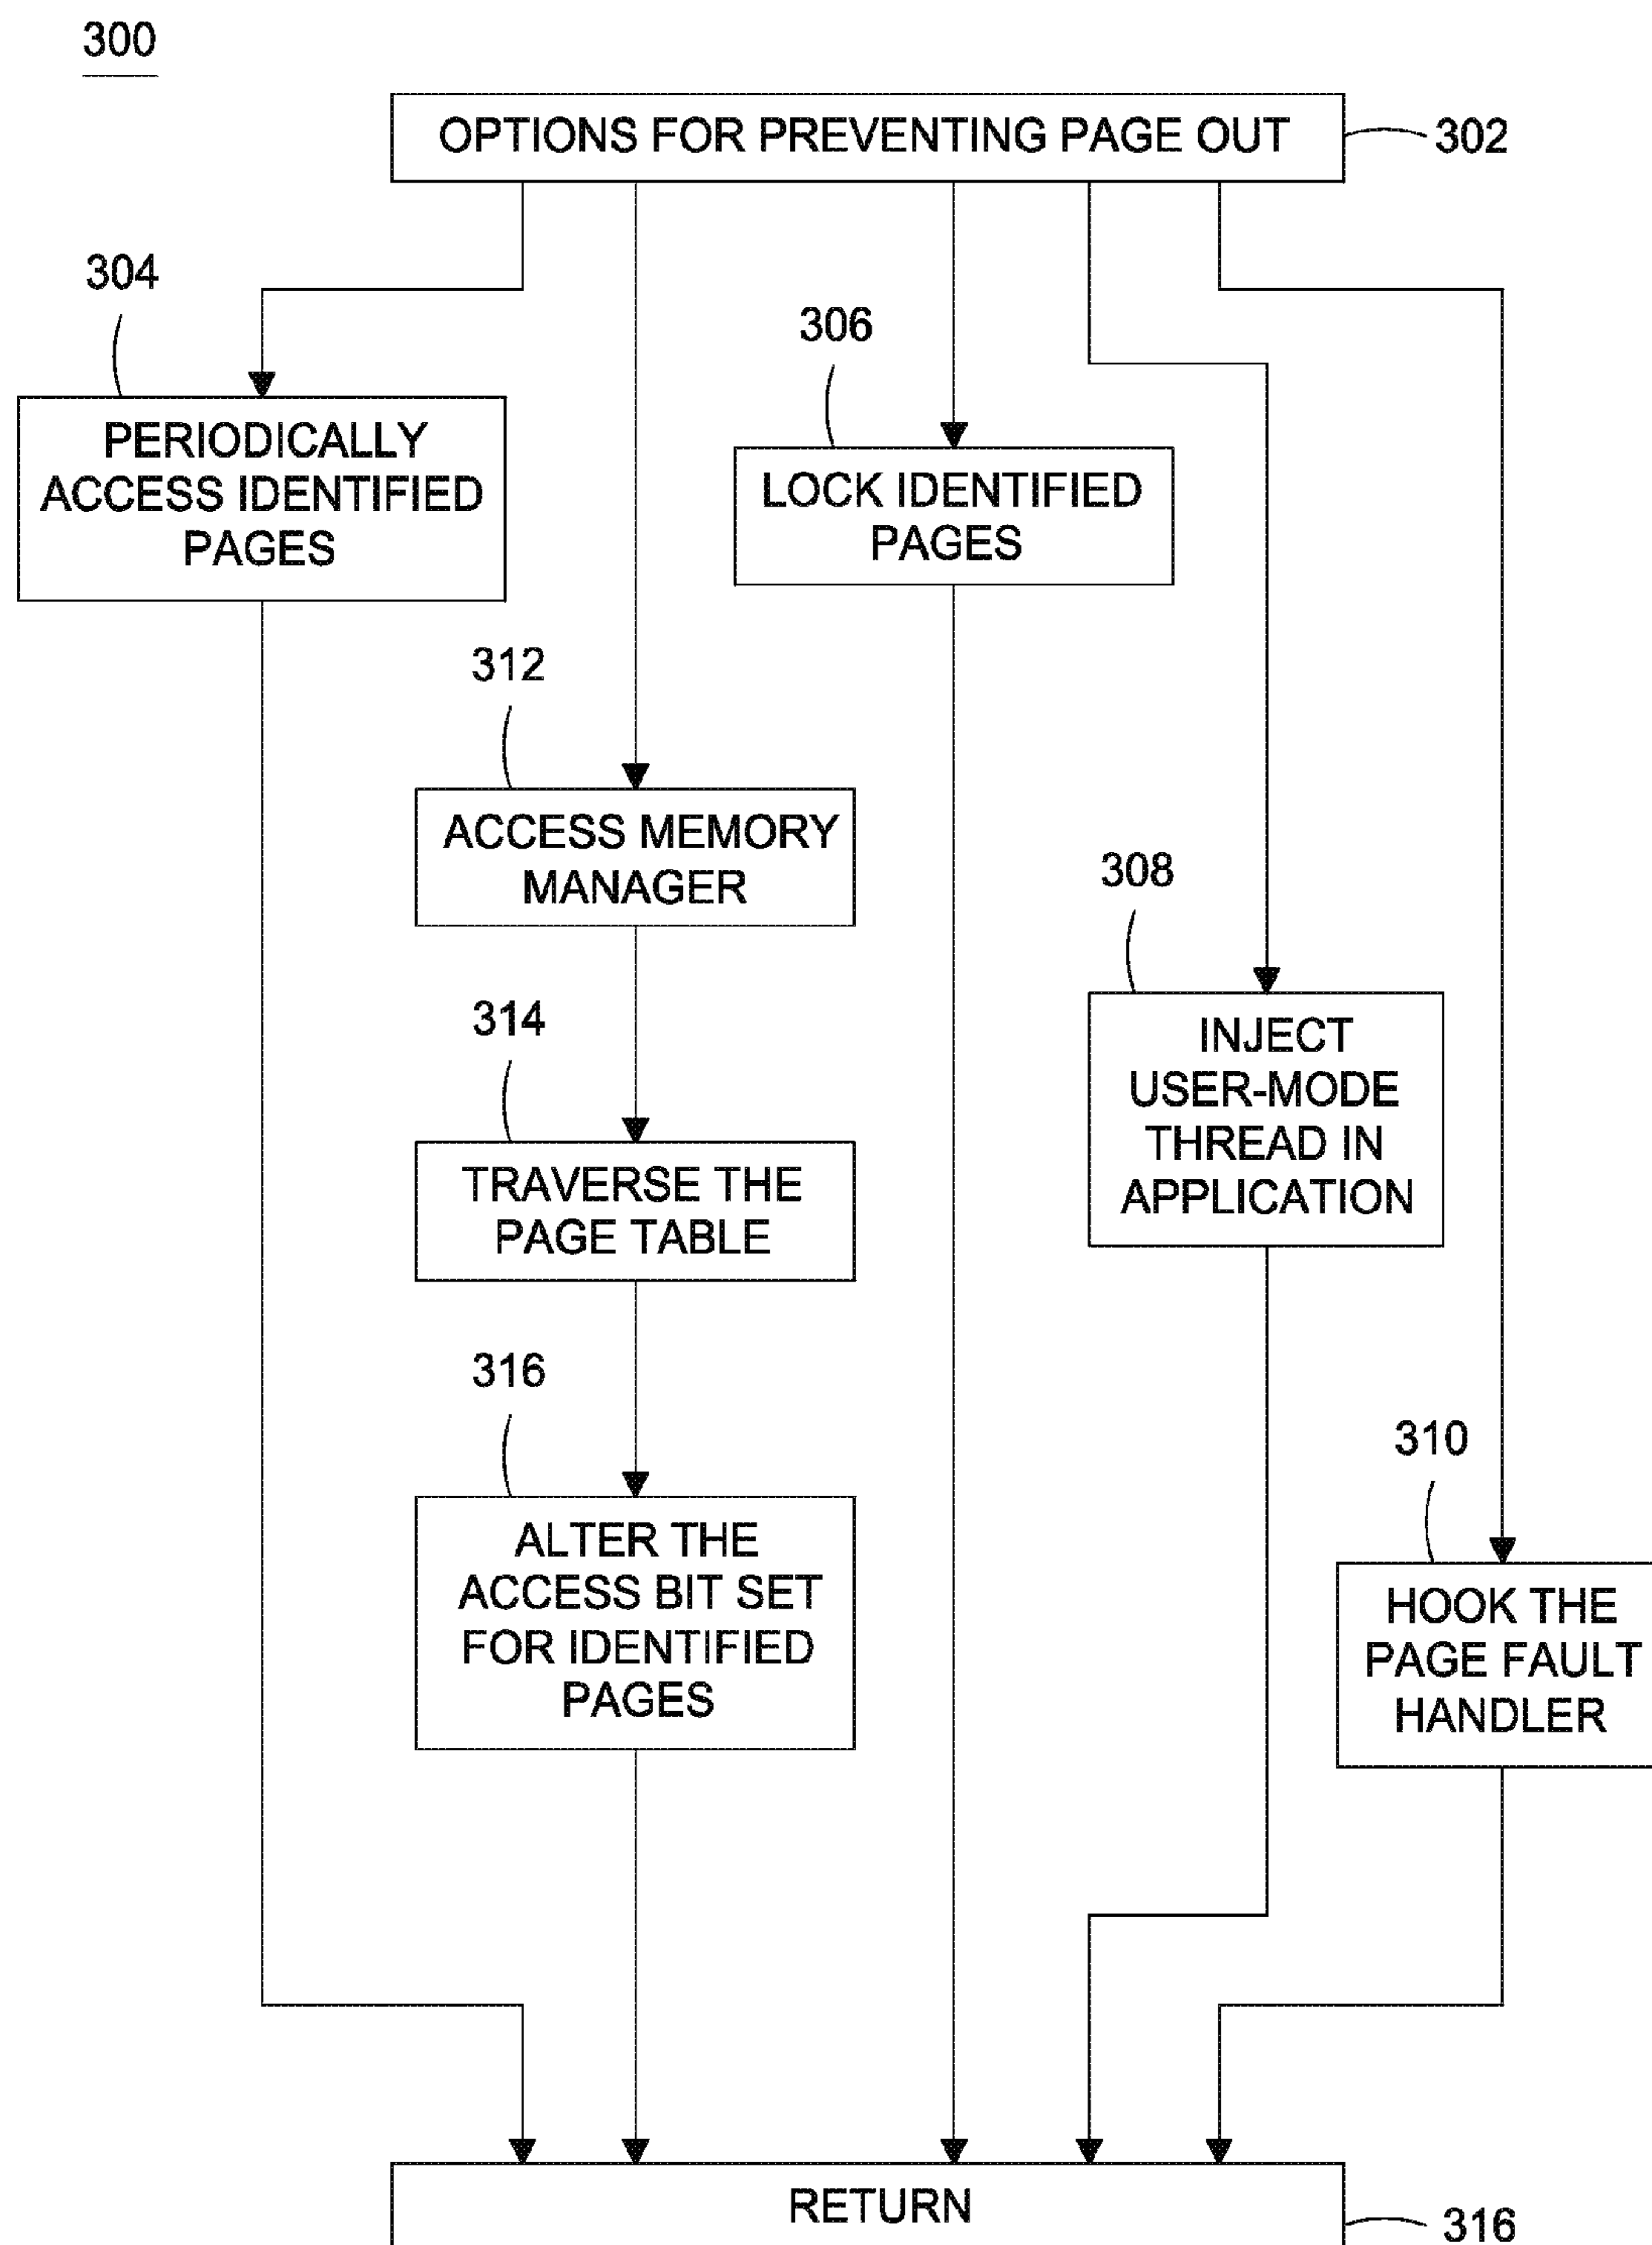 300
OPTIONS FOR PREVENTING PAGE OUT
302
304
PERIODICALLY
ACCESS IDENTIFIED
PAGES
306
LOCK IDENTIFIED
PAGES
312
ACCESS MEMORY
MANAGER
308
INJECT
USER-MODE
THREAD IN
APPLICATION
314
TRAVERSE THE
PAGE TABLE
316
ALTER THE
ACCESS BIT SET
FOR IDENTIFIED
PAGES
310
HOOK THE
PAGE FAULT
HANDLER
RETURN
316